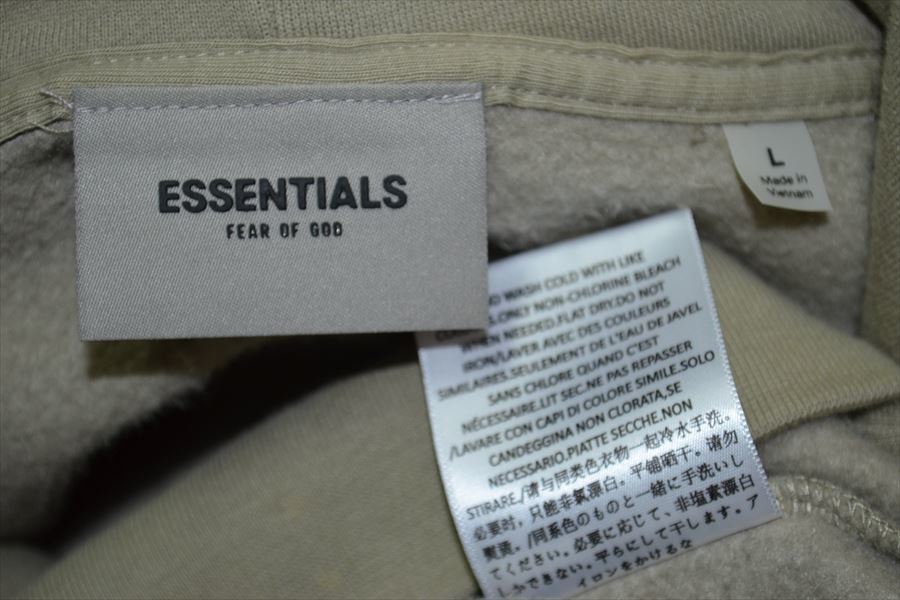 ESSENTIALS
FEAR OF GOD
L
Made in
Vietnam
WASH COLD WITH LIKE
ONLY NON-CHLORINE BLEACH
WHEN NEEDED.FLAT DRY.DO NOT
IRON/LAVER AVEC DES COULEURS
SIMILAIRES.SEULEMENT DE L'EAU DE JAVEL
SANS CHLORE QUAND C'EST
NÉCESSAIRE.LIT SEC.NE PAS REPASSER
/LAVARE CON CAPI DI COLORE SIMILE.SOLO
CANDEGGINA NON CLORATA,SE
NECESSARIO.PIATTE SECCHE.NON
STIRARE./请与同类色衣物一起冷水手洗。
必要时，只能非氯漂白。平铺晒干。请勿
熨烫。/同系色のものと一緒に手洗いし
てください。必要に応じて、非塩素漂白
しかできない。平らにして干します。ア
イロンをかけるな